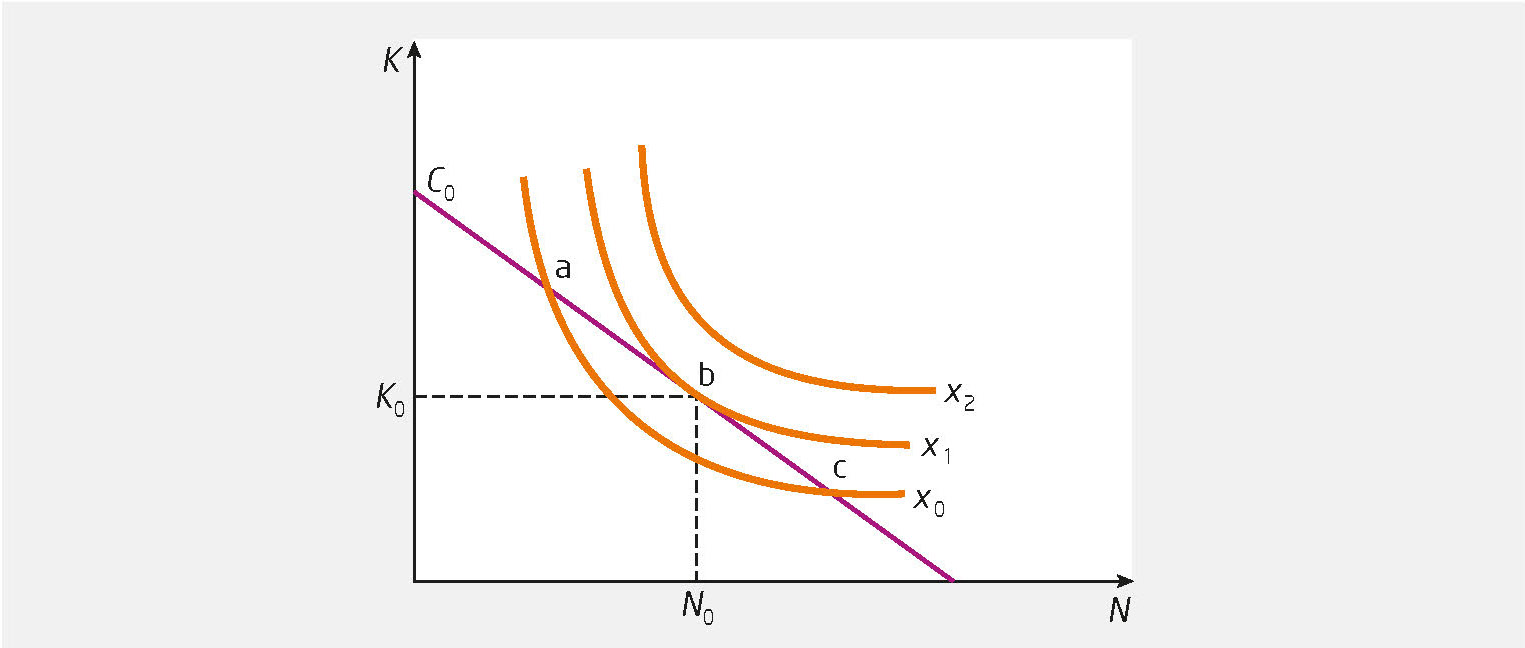 K
C₀
a
b
K₀
x₂
x₁
c
x₀
N₀
N